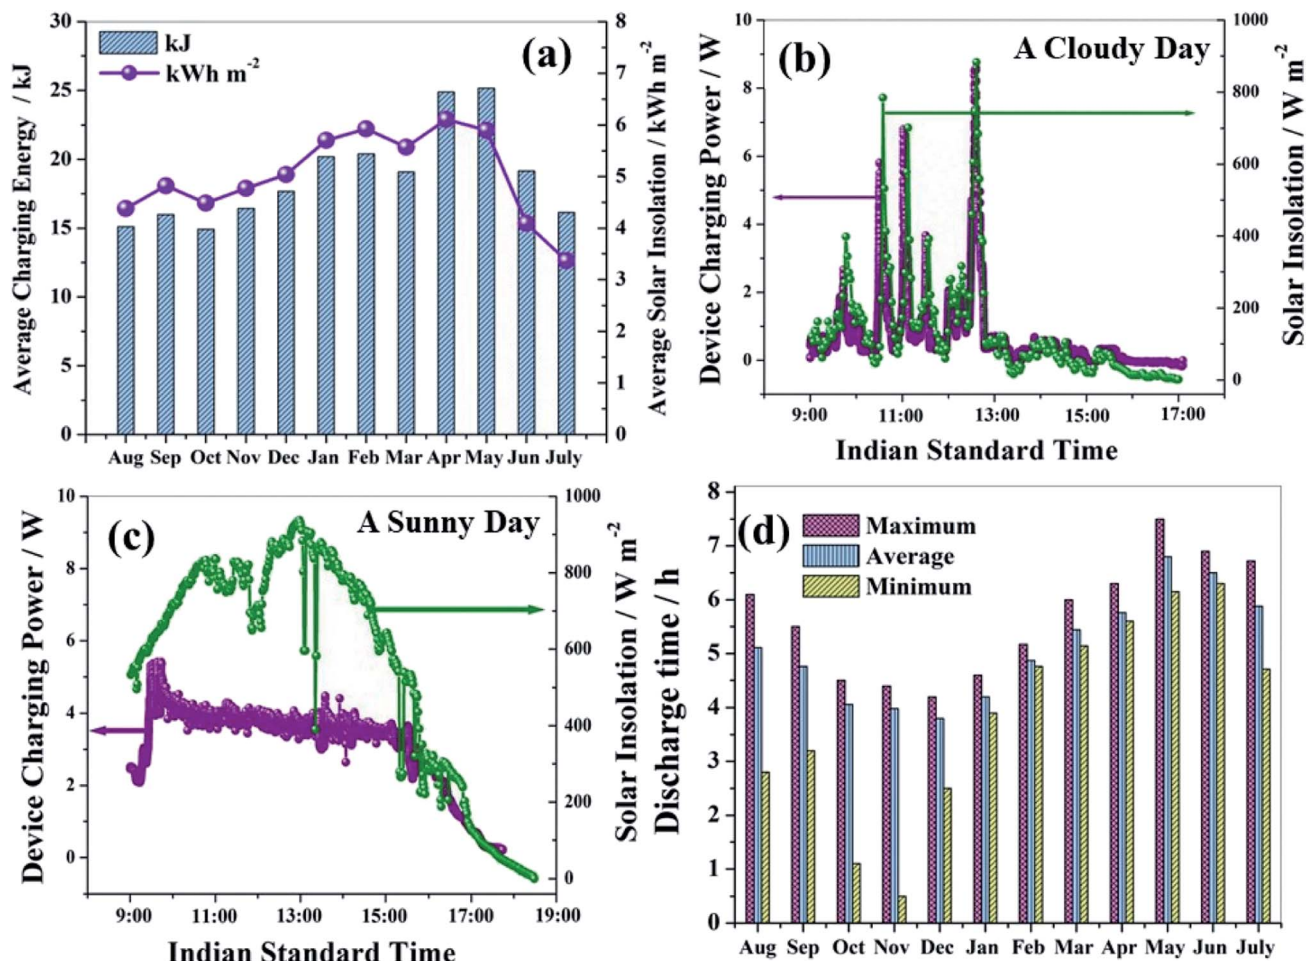 (a)
kJ
kWh m-2
Average Charging Energy / kJ
30
25
20
15
10
5
0
Average Solar Insolation / kWh m-2
8
7
6
5
4
3
2
1
0
Aug Sep Oct Nov Dec Jan Feb Mar Apr May Jun July
(b)
A Cloudy Day
Device Charging Power / W
10
8
6
4
2
0
Solar Insolation / W m-2
1000
800
600
400
200
0
9:00 11:00 13:00 15:00 17:00
Indian Standard Time
(c)
A Sunny Day
Device Charging Power / W
10
8
6
4
2
0
Solar Insolation / W m-2
1000
800
600
400
200
0
9:00 11:00 13:00 15:00 17:00 19:00
Indian Standard Time
(d)
Maximum
Average
Minimum
Discharge time / h
8
7
6
5
4
3
2
1
0
Aug Sep Oct Nov Dec Jan Feb Mar Apr May Jun July